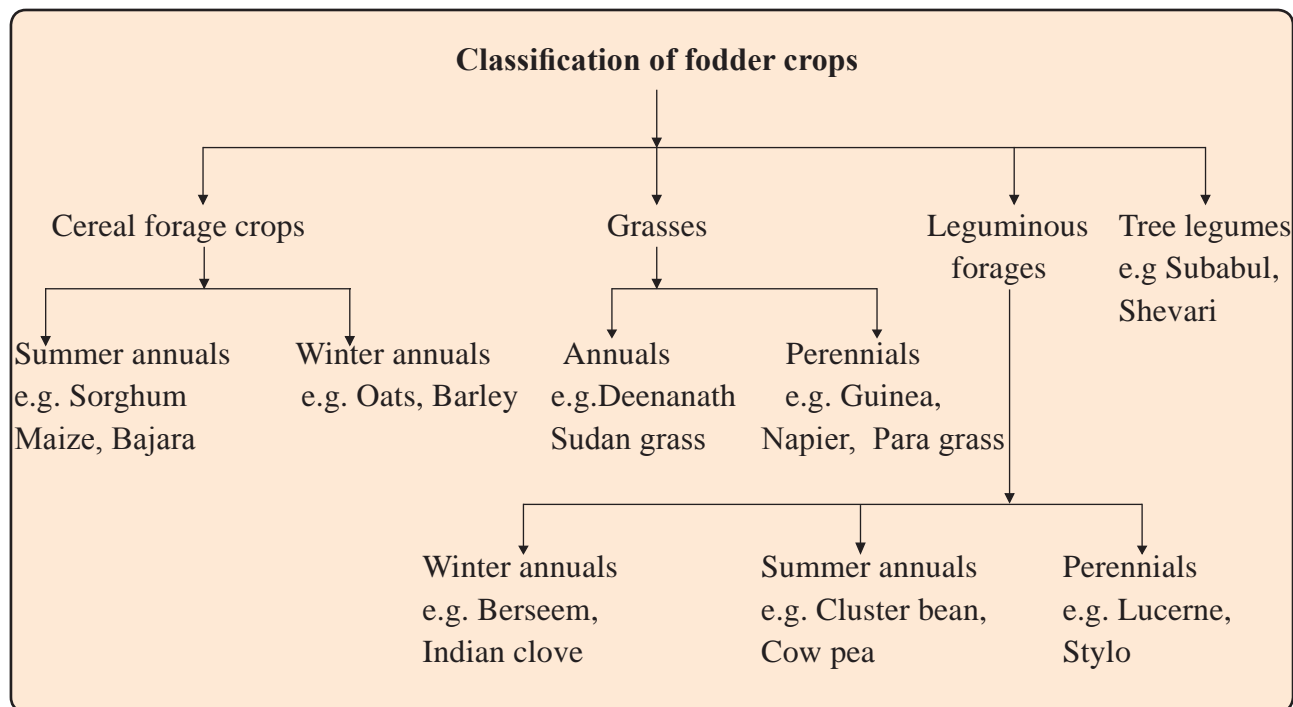 Classification of fodder crops
Cereal forage crops
Grasses
Leguminous
forages
Tree legumes
e.g Subabul,
Shevari
Summer annuals
e.g. Sorghum
Maize, Bajara
Winter annuals
e.g. Oats, Barley
Annuals
e.g.Deenanath
Sudan grass
Perennials
e.g. Guinea,
Napier, Para grass
Winter annuals
e.g. Berseem,
Indian clove
Summer annuals
e.g. Cluster bean,
Cow pea
Perennials
e.g. Lucerne,
Stylo